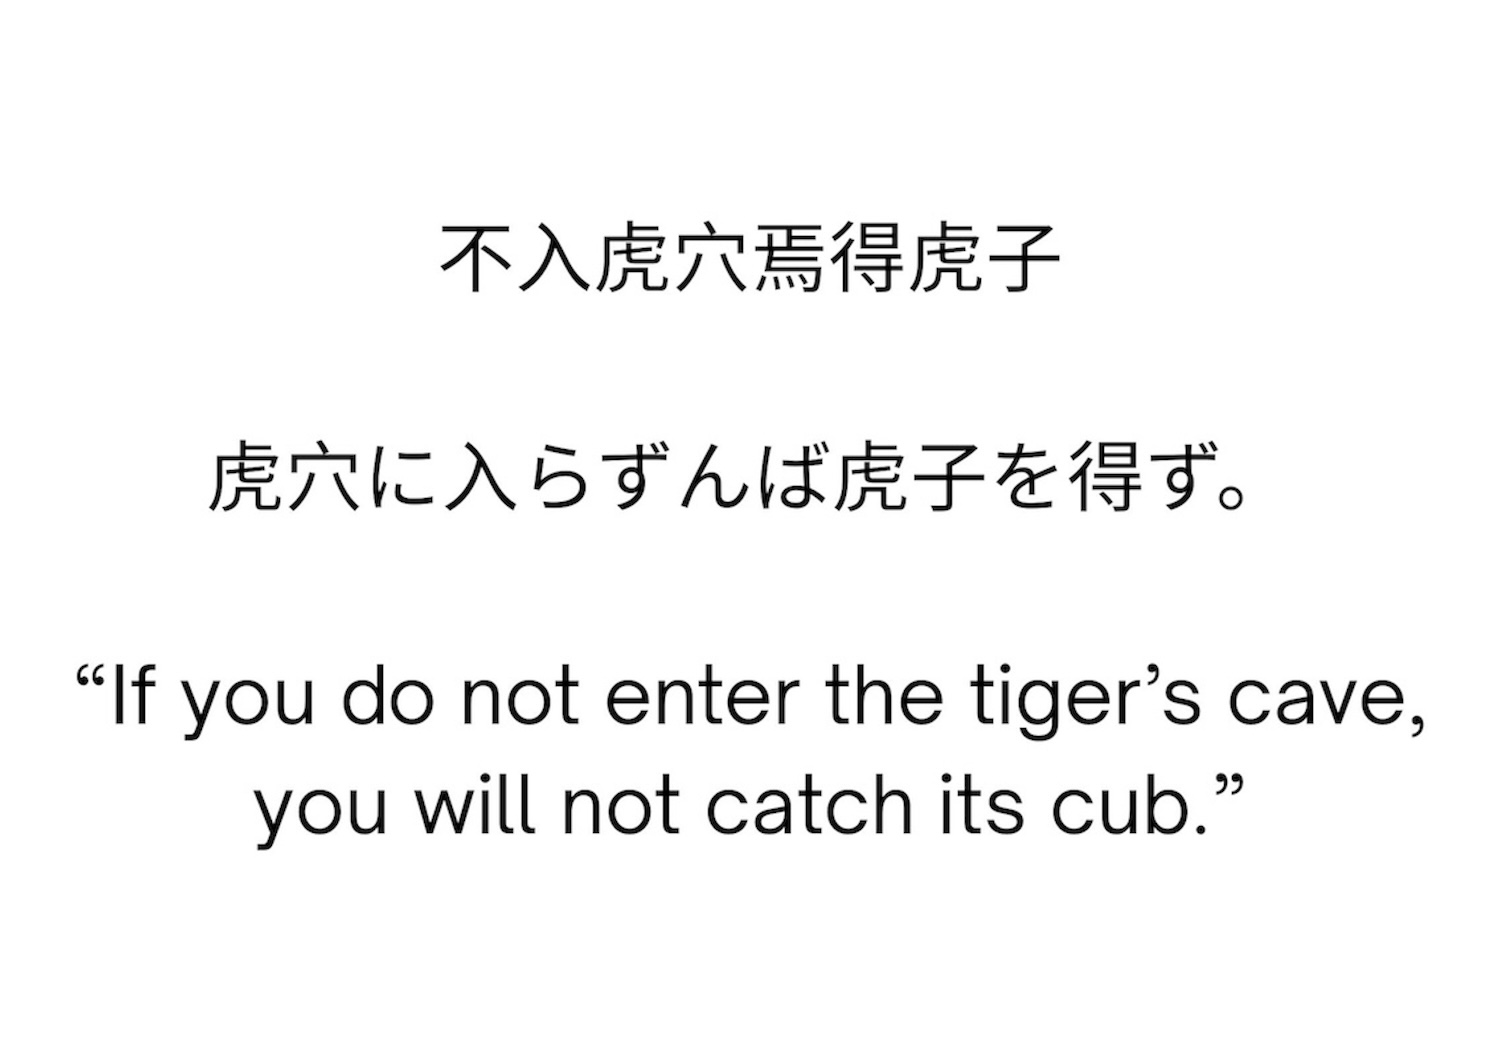 不入虎穴焉得虎子
虎穴に入らずんば虎子を得ず。
“If you do not enter the tiger’s cave,
you will not catch its cub.”